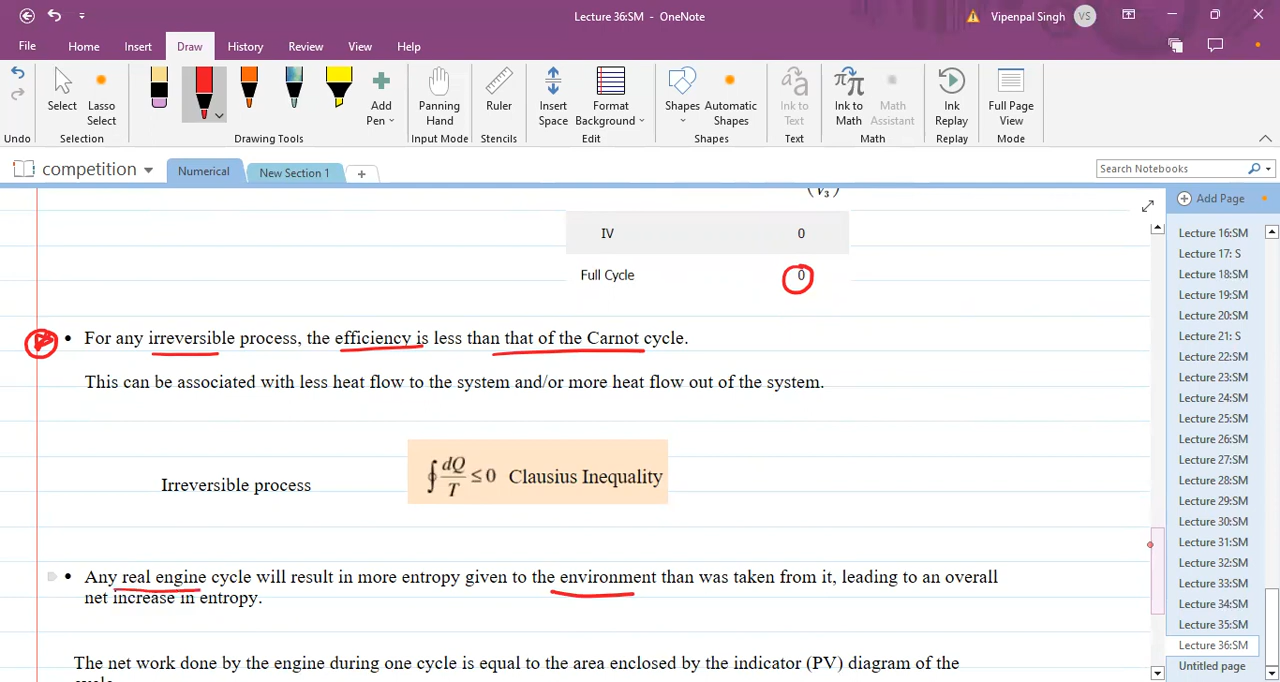 Lecture 36:SM - OneNote
Vipenpal Singh VS
File Home Insert Draw History Review View Help
Undo
Select
Lasso Select
Selection
Add Pen
Drawing Tools
Panning Hand
Input Mode
Ruler
Stencils
Insert Space
Format Background
Edit
Shapes
Automatic Shapes
Shapes
Ink to Text
Text
Ink to Math
Math Assistant
Math
Ink Replay
Replay
Full Page View
Mode
competition
Numerical
New Section 1
Search Notebooks
Add Page
(V3)
IV 0
Full Cycle 0
• For any irreversible process, the efficiency is less than that of the Carnot cycle.
This can be associated with less heat flow to the system and/or more heat flow out of the system.
Irreversible process
∮ dQ/T ≤ 0 Clausius Inequality
• Any real engine cycle will result in more entropy given to the environment than was taken from it, leading to an overall
net increase in entropy.
The net work done by the engine during one cycle is equal to the area enclosed by the indicator (PV) diagram of the
Lecture 16:SM
Lecture 17: S
Lecture 18:SM
Lecture 19:SM
Lecture 20:SM
Lecture 21: S
Lecture 22:SM
Lecture 23:SM
Lecture 24:SM
Lecture 25:SM
Lecture 26:SM
Lecture 27:SM
Lecture 28:SM
Lecture 29:SM
Lecture 30:SM
Lecture 31:SM
Lecture 32:SM
Lecture 33:SM
Lecture 34:SM
Lecture 35:SM
Lecture 36:SM
Untitled page